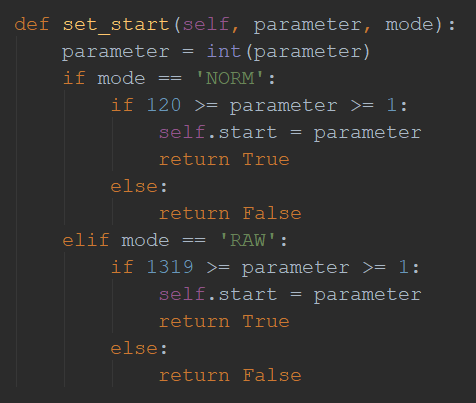 def set_start(self, parameter, mode):
    parameter = int(parameter)
    if mode == 'NORM':
        if 120 >= parameter >= 1:
            self.start = parameter
            return True
        else:
            return False
    elif mode == 'RAW':
        if 1319 >= parameter >= 1:
            self.start = parameter
            return True
        else:
            return False